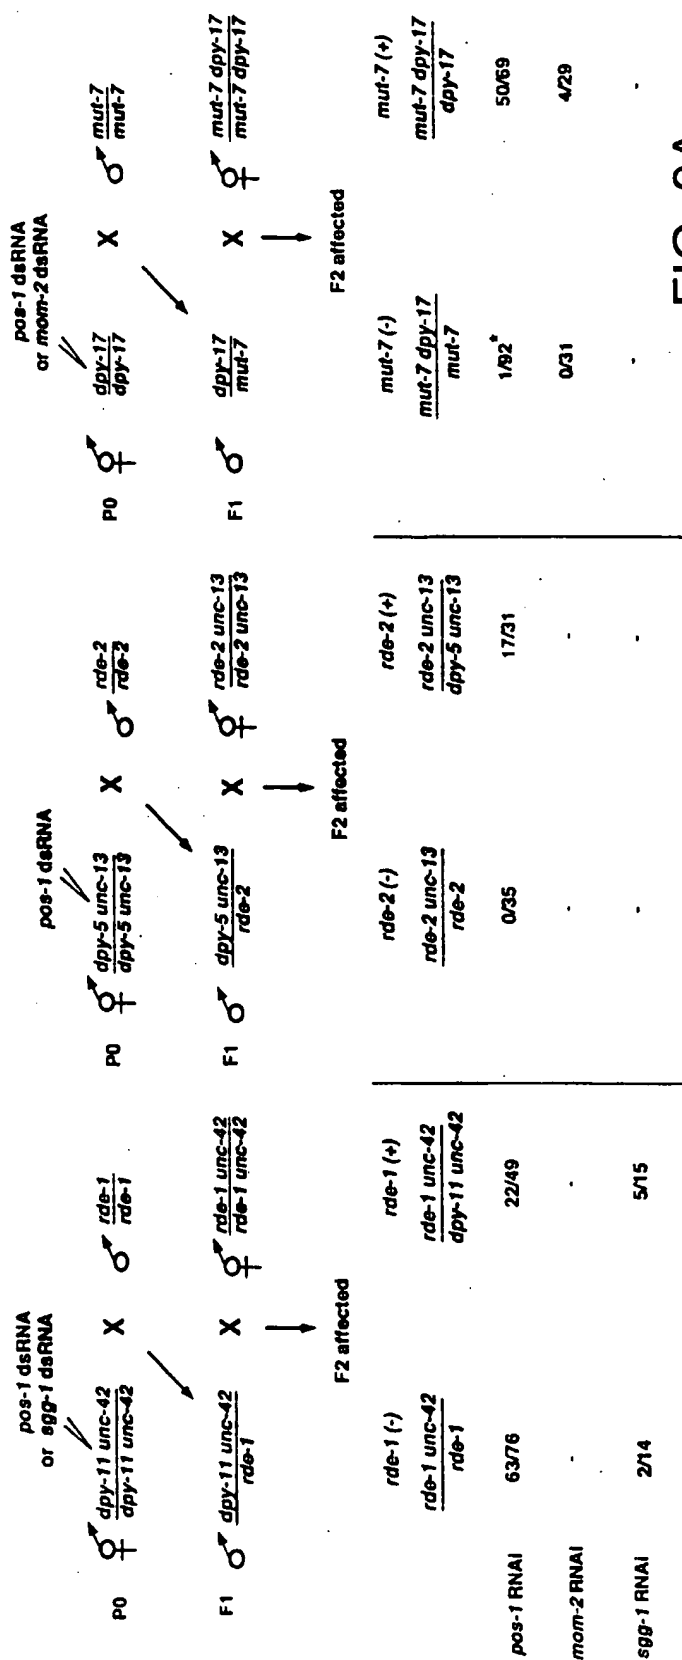 pos-1 dsRNA
or sgg-1 dsRNA
P0 dpy-11 unc-42 X rde-1
dpy-11 unc-42 rde-1
F1 dpy-11 unc-42 X rde-1 unc-42
rde-1 rde-1 unc-42
F2 affected
rde-1 (-) rde-1 (+)
rde-1 unc-42 rde-1 unc-42
rde-1 dpy-11 unc-42
pos-1 RNAi 63/76 22/49
mom-2 RNAi - -
sgg-1 RNAi 2/14 5/15
pos-1 dsRNA
P0 dpy-5 unc-13 X rde-2
dpy-5 unc-13 rde-2
F1 dpy-5 unc-13 X rde-2 unc-13
rde-2 rde-2 unc-13
F2 affected
rde-2 (-) rde-2 (+)
rde-2 unc-13 rde-2 unc-13
rde-2 dpy-5 unc-13
0/35 17/31
- -
- -
pos-1 dsRNA
or mom-2 dsRNA
P0 dpy-17 X mut-7
dpy-17 mut-7
F1 dpy-17 X mut-7 dpy-17
mut-7 mut-7 dpy-17
F2 affected
mut-7 (-) mut-7 (+)
mut-7 dpy-17 mut-7 dpy-17
mut-7 dpy-17
1/92* 50/69
0/31 4/29
- -